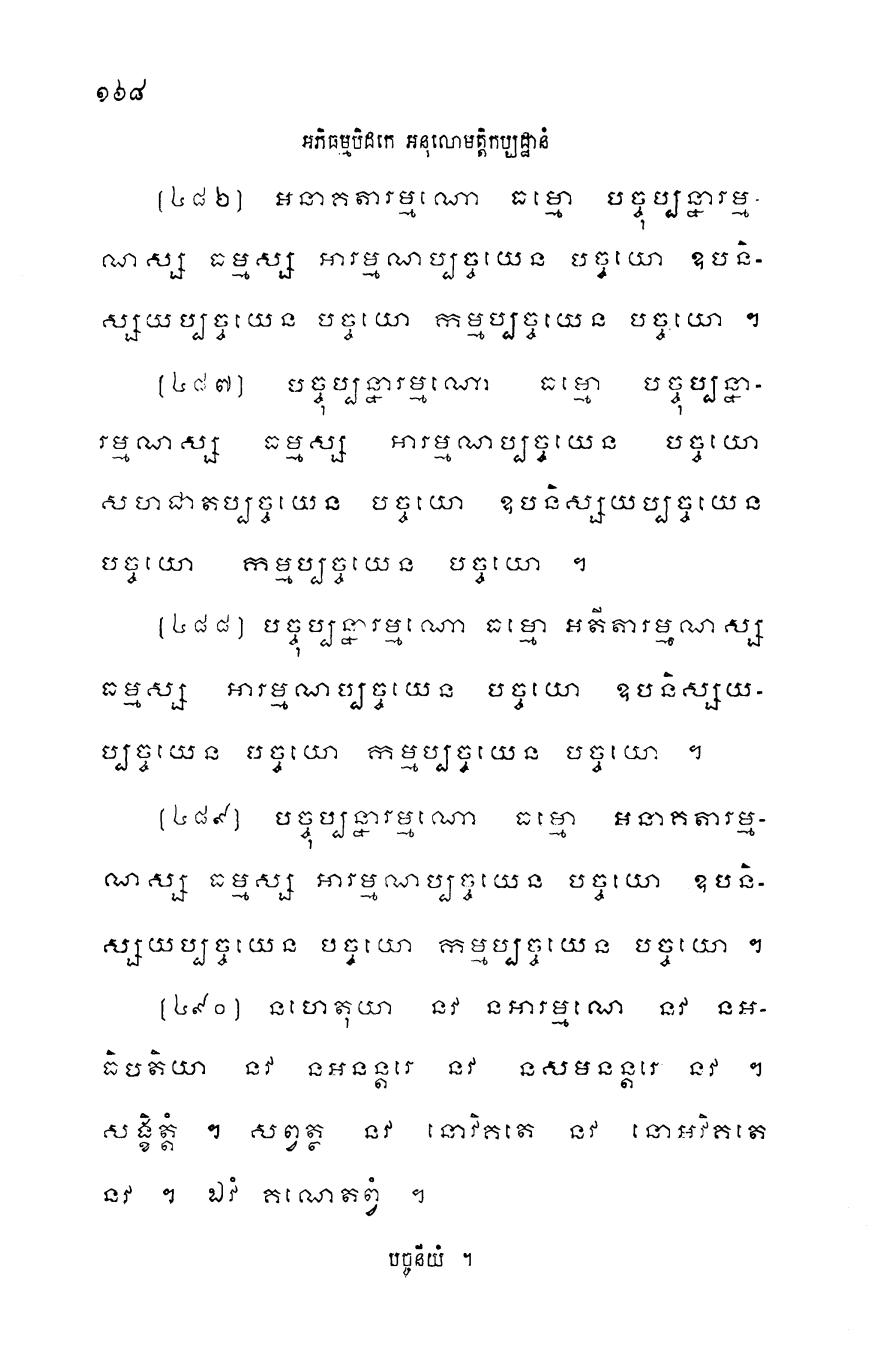 ១៦៨
អភិធម្មបិដកេ អនុលោមត្តិកប្បដ្ឋានំ
(៤៨៦) អនាគតារម្មណោ ធម្មោ បច្ចុប្បន្នារម្ម-
ណស្ស ធម្មស្ស អារម្មណប្បច្ចយេន បច្ចយោ ឧបនិ-
ស្សយប្បច្ចយេន បច្ចយោ កម្មប្បច្ចយេន បច្ចយោ ។
(៤៨៧) បច្ចុប្បន្នារម្មណោ ធម្មោ បច្ចុប្បន្នា-
រម្មណស្ស ធម្មស្ស អារម្មណប្បច្ចយេន បច្ចយោ
សហជាតប្បច្ចយេន បច្ចយោ ឧបនិស្សយប្បច្ចយេន
បច្ចយោ កម្មប្បច្ចយេន បច្ចយោ ។
(៤៨៨) បច្ចុប្បន្នារម្មណោ ធម្មោ អតីតារម្មណស្ស
ធម្មស្ស អារម្មណប្បច្ចយេន បច្ចយោ ឧបនិស្សយ-
ប្បច្ចយេន បច្ចយោ កម្មប្បច្ចយេន បច្ចយោ ។
(៤៨៩) បច្ចុប្បន្នារម្មណោ ធម្មោ អនាគតារម្ម-
ណស្ស ធម្មស្ស អារម្មណប្បច្ចយេន បច្ចយោ ឧបនិ-
ស្សយប្បច្ចយេន បច្ចយោ កម្មប្បច្ចយេន បច្ចយោ ។
(៤៩០) នហេតុយា នវ នអារម្មណេ នវ នអ-
ធិបតិយា នវ នអនន្តរេ នវ នសមនន្តរេ នវ ។
សង្ខិត្តំ ។ សព្វត្ថ នវ នោវិគតេ នវ នោអវិគតេ
នវ ។ ឯវំ គណេតព្វំ ។
បច្ចនីយំ ។